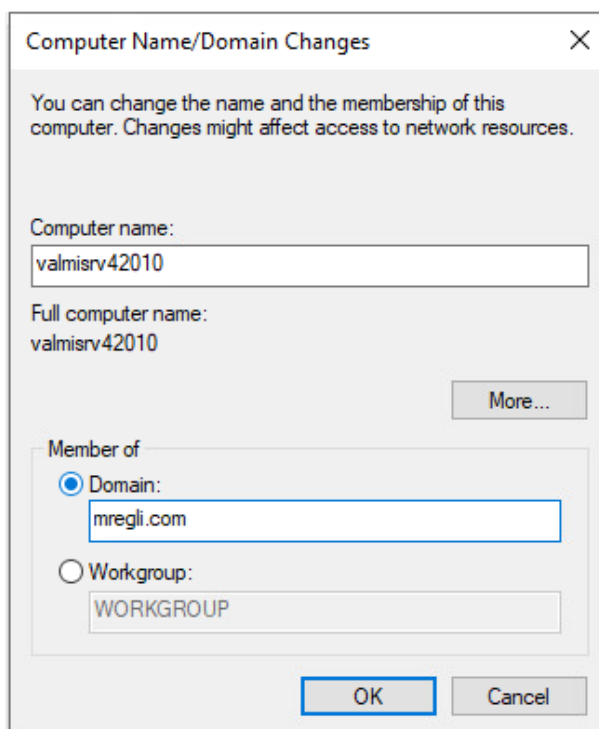 Computer Name/Domain Changes
You can change the name and the membership of this
computer. Changes might affect access to network resources.
Computer name:
valmisrv42010
Full computer name:
valmisrv42010
More...
Member of
Domain:
mregli.com
Workgroup:
WORKGROUP
OK
Cancel